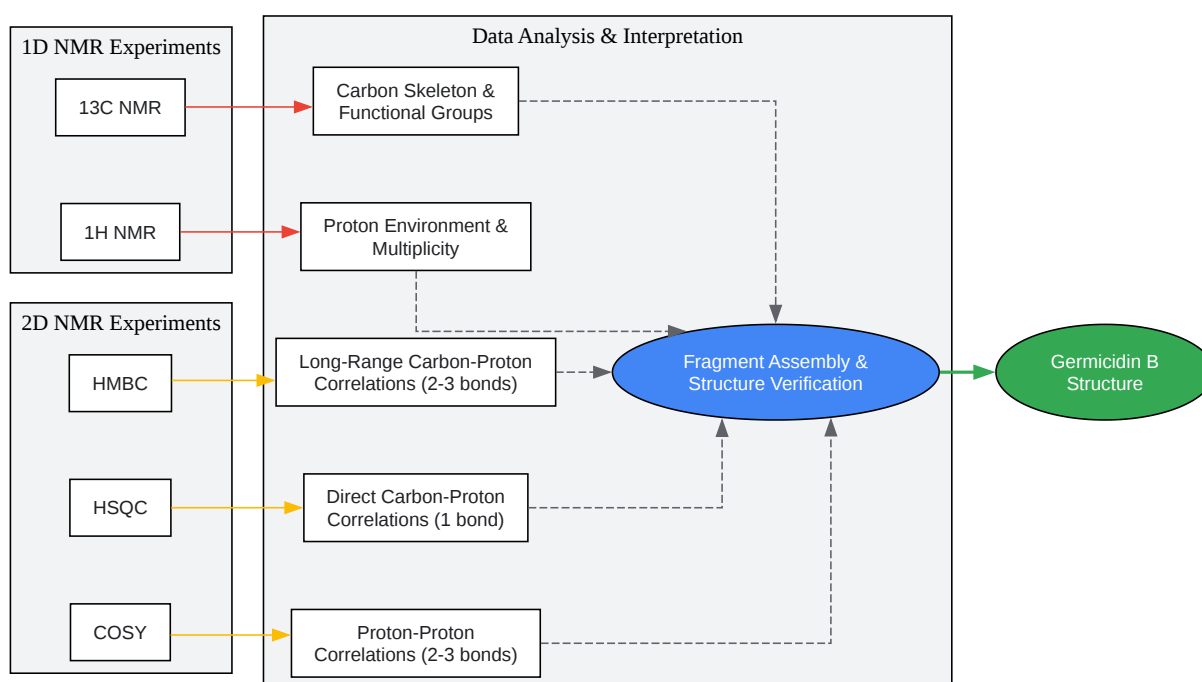 1D NMR Experiments
13C NMR
1H NMR
2D NMR Experiments
HMBC
HSQC
COSY
Data Analysis & Interpretation
Carbon Skeleton &
Functional Groups
Proton Environment &
Multiplicity
Long-Range Carbon-Proton
Correlations (2-3 bonds)
Direct Carbon-Proton
Correlations (1 bond)
Proton-Proton
Correlations (2-3 bonds)
Fragment Assembly &
Structure Verification
Germicidin B
Structure